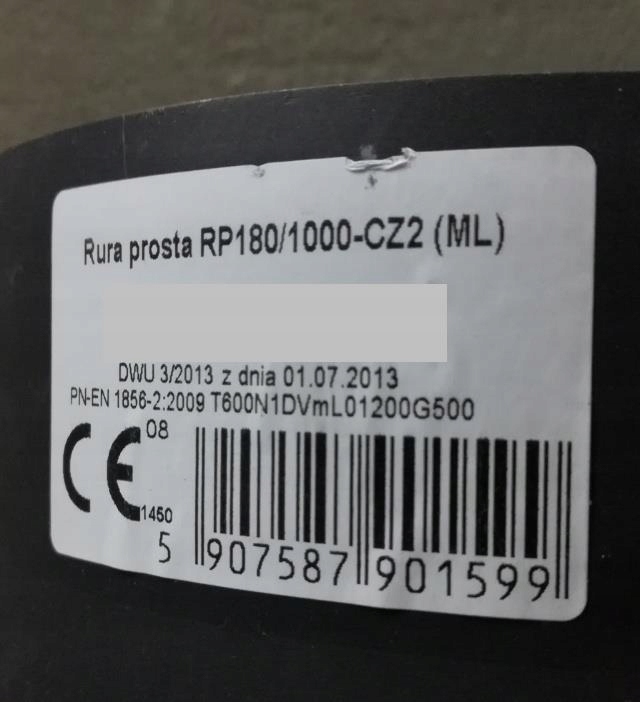 Rura prosta RP180/1000-CZ2 (ML)
DWU 3/2013 z dnia 01.07.2013
PN-EN 1856-2:2009 T600N1DVmL01200G500
CE 08
1450
5 907587 901599